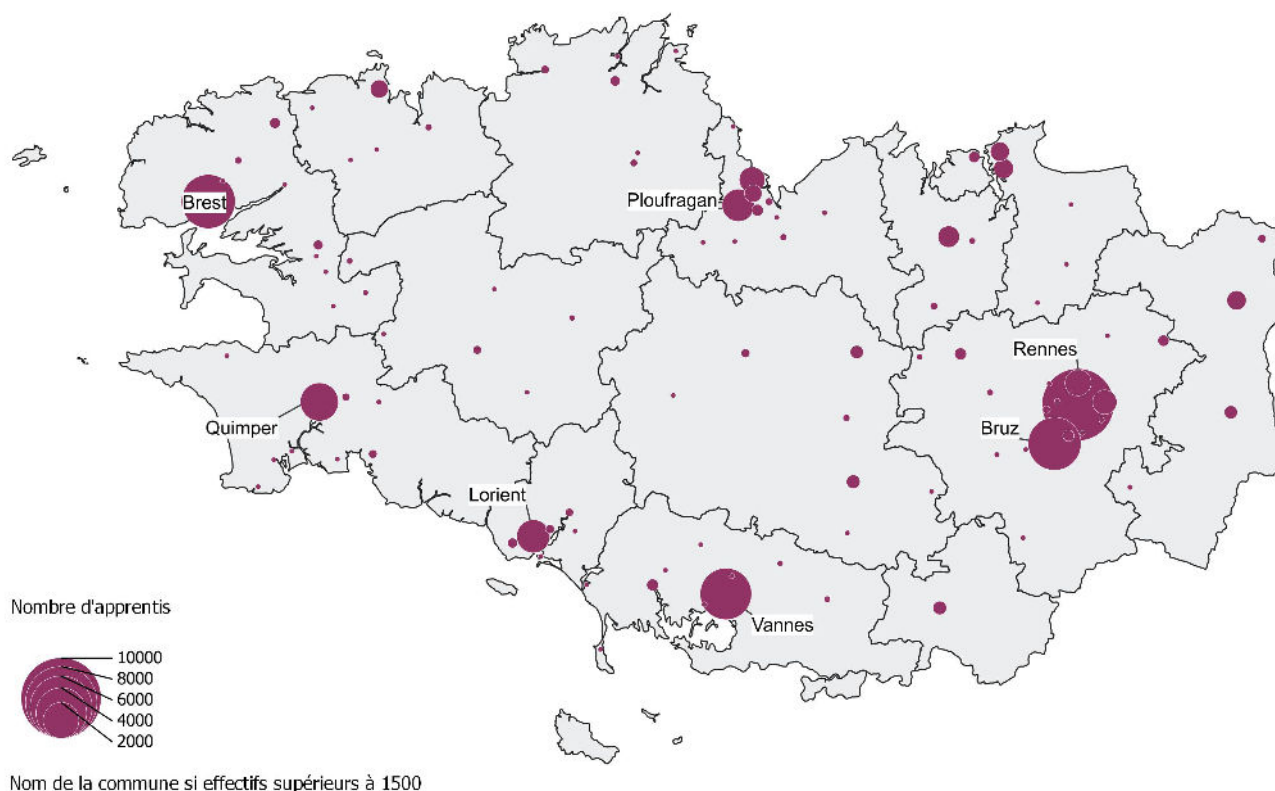 Brest
Ploufragan
Rennes
Quimper
Bruz
Lorient
Vannes
Nombre d'apprentis
10000
8000
6000
4000
2000
Nom de la commune si effectifs supérieurs à 1500